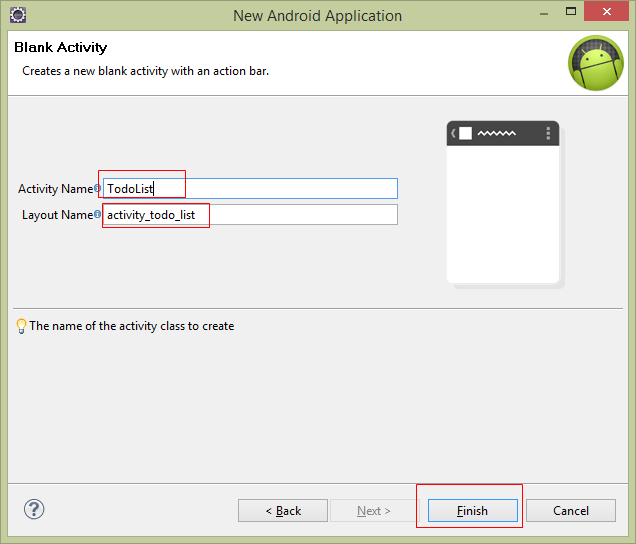 New Android Application
Blank Activity
Creates a new blank activity with an action bar.
Activity Name TodoList
Layout Name activity_todo_list
The name of the activity class to create
< Back Next > Finish Cancel